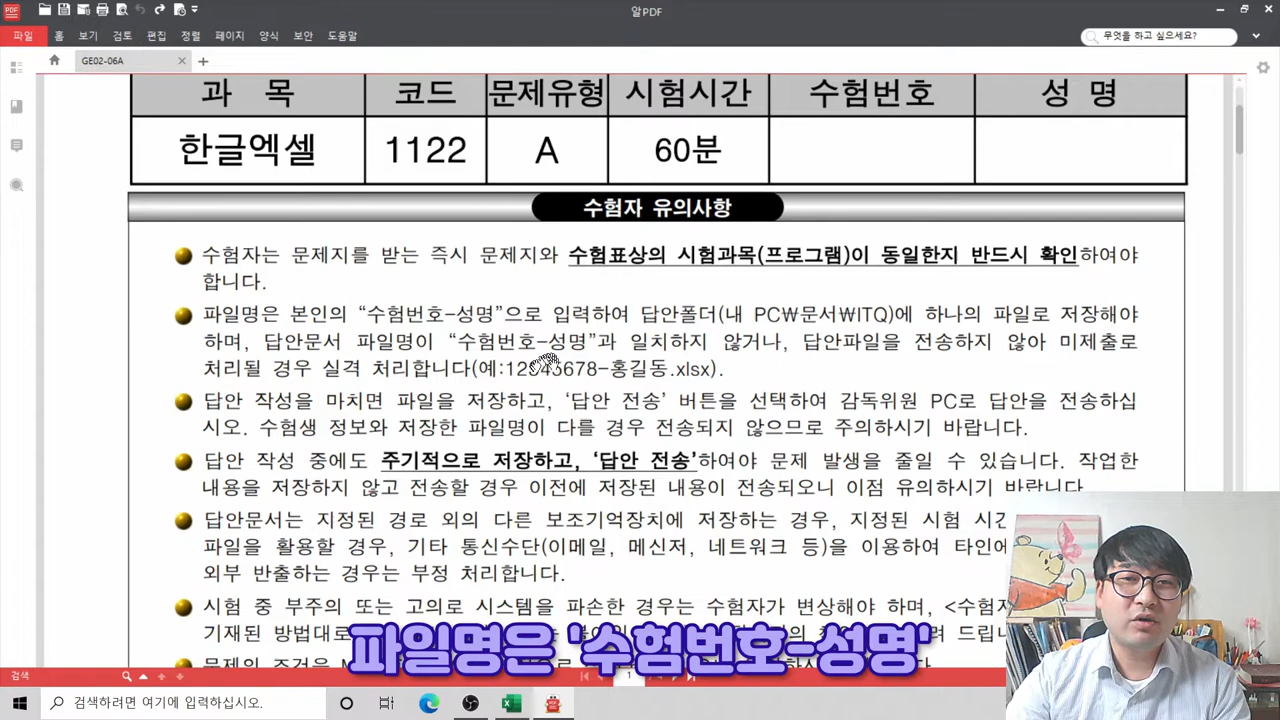 알PDF
파일 홈 보기 검토 편집 정렬 페이지 양식 보안 도움말
무엇을 하고 싶으세요?
GE02-06A
과 목 코드 문제유형 시험시간 수험번호 성 명
한글엑셀 1122 A 60분
수험자 유의사항
수험자는 문제지를 받는 즉시 문제지와 수험표상의 시험과목(프로그램)이 동일한지 반드시 확인하여야
합니다.
파일명은 본인의 “수험번호-성명”으로 입력하여 답안폴더(내 PC₩문서₩ITQ)에 하나의 파일로 저장해야
하며, 답안문서 파일명이 “수험번호-성명”과 일치하지 않거나, 답안파일을 전송하지 않아 미제출로
처리될 경우 실격 처리합니다(예:12345678-홍길동.xlsx).
답안 작성을 마치면 파일을 저장하고, ‘답안 전송’ 버튼을 선택하여 감독위원 PC로 답안을 전송하십
시오. 수험생 정보와 저장한 파일명이 다를 경우 전송되지 않으므로 주의하시기 바랍니다.
답안 작성 중에도 주기적으로 저장하고, ‘답안 전송’하여야 문제 발생을 줄일 수 있습니다. 작업한
내용을 저장하지 않고 전송할 경우 이전에 저장된 내용이 전송되오니 이점 유의하시기 바랍니다.
답안문서는 지정된 경로 외의 다른 보조기억장치에 저장하는 경우, 지정된 시험 시간
파일을 활용할 경우, 기타 통신수단(이메일, 메신저, 네트워크 등)을 이용하여 타인에
외부 반출하는 경우는 부정 처리합니다.
시험 중 부주의 또는 고의로 시스템을 파손한 경우는 수험자가 변상해야 하며, <수험자
기재된 방법대로
문제의 조건은
파일명은 '수험번호-성명'
검색
1
검색하려면 여기에 입력하십시오.